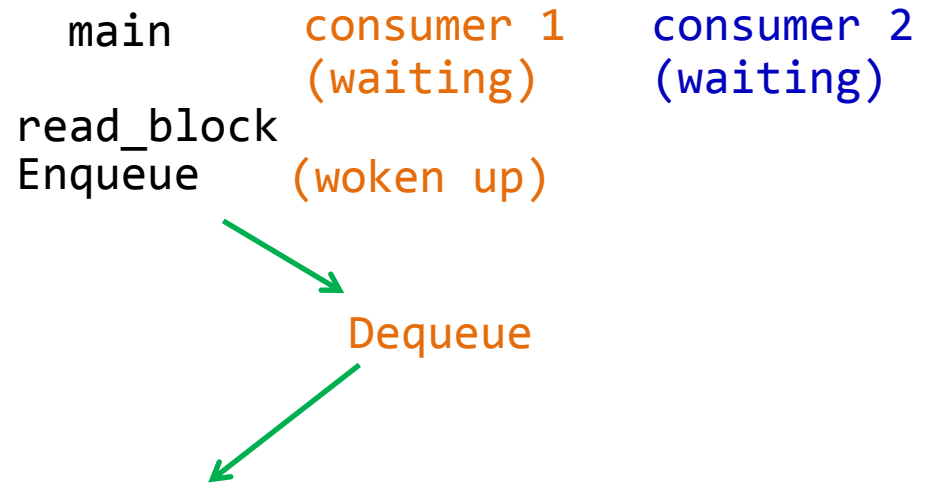 main consumer 1 consumer 2
(waiting) (waiting)
read_block
Enqueue (woken up)
Dequeue